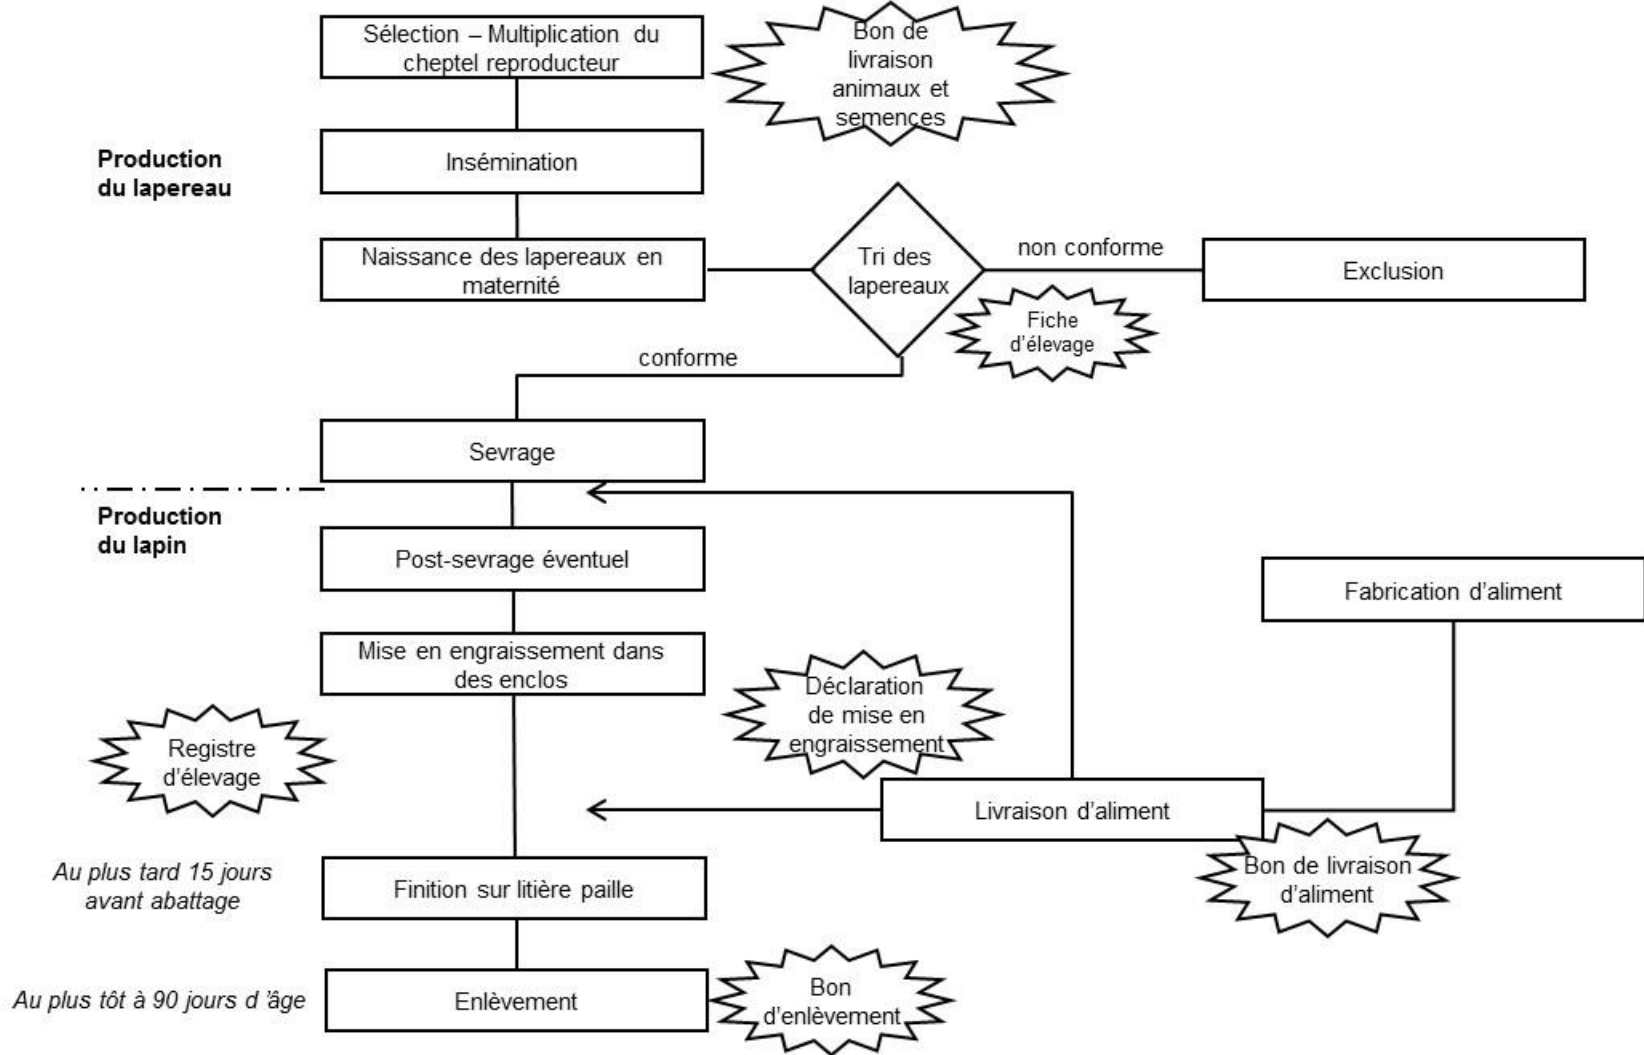 Sélection – Multiplication du
cheptel reproducteur
Bon de
livraison
animaux et
semences
Production
du lapereau
Insémination
Naissance des lapereaux en
maternité
Tri des
lapereaux
non conforme
Exclusion
Fiche
d’élevage
conforme
Sevrage
Production
du lapin
Post-sevrage éventuel
Fabrication d’aliment
Mise en engraissement dans
des enclos
Déclaration
de mise en
engraissement
Registre
d’élevage
Livraison d’aliment
Bon de livraison
d’aliment
Au plus tard 15 jours
avant abattage
Finition sur litière paille
Au plus tôt à 90 jours d ’âge
Enlèvement
Bon
d’enlèvement